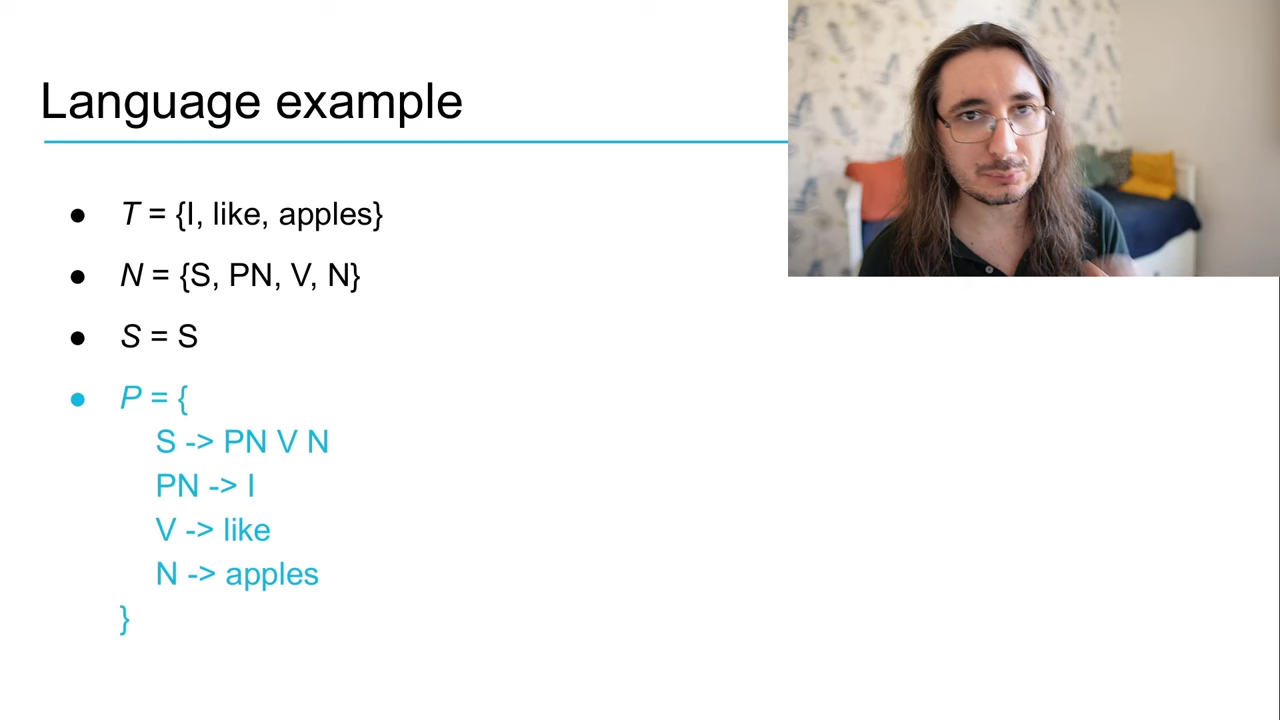 Language example
● T = {I, like, apples}
● N = {S, PN, V, N}
● S = S
● P = {
S -> PN V N
PN -> I
V -> like
N -> apples
}